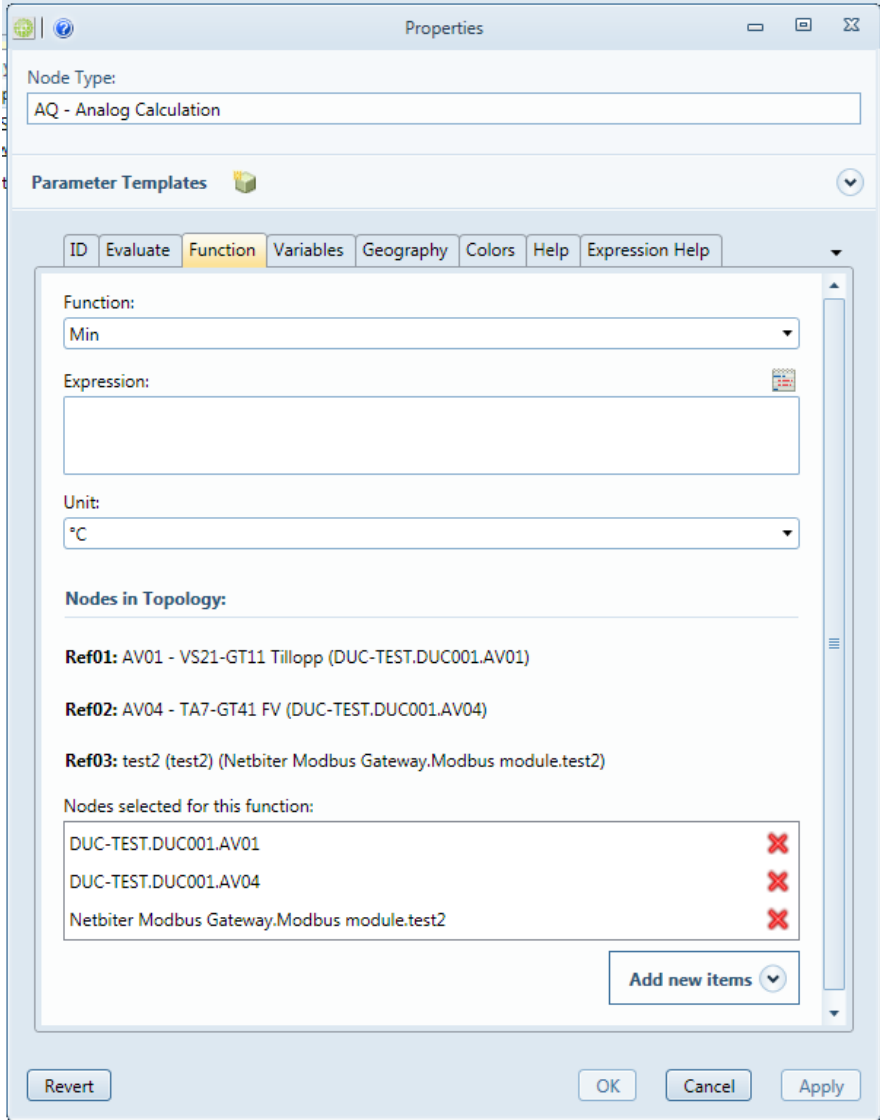 Properties
Node Type:
AQ - Analog Calculation
Parameter Templates
ID Evaluate Function Variables Geography Colors Help Expression Help
Function:
Min
Expression:
Unit:
°C
Nodes in Topology:
Ref01: AV01 - VS21-GT11 Tillopp (DUC-TEST.DUC001.AV01)
Ref02: AV04 - TA7-GT41 FV (DUC-TEST.DUC001.AV04)
Ref03: test2 (test2) (Netbiter Modbus Gateway.Modbus module.test2)
Nodes selected for this function:
DUC-TEST.DUC001.AV01
DUC-TEST.DUC001.AV04
Netbiter Modbus Gateway.Modbus module.test2
Add new items
Revert OK Cancel Apply